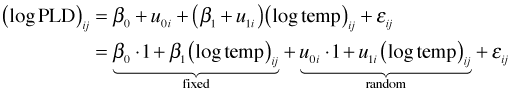 (log PLD)ᵢⱼ = β₀ + u₀ᵢ + (β₁ + u₁ᵢ)(log temp)ᵢⱼ + εᵢⱼ
= β₀ · 1 + β₁(log temp)ᵢⱼ + u₀ᵢ · 1 + u₁ᵢ(log temp)ᵢⱼ + εᵢⱼ
fixed random